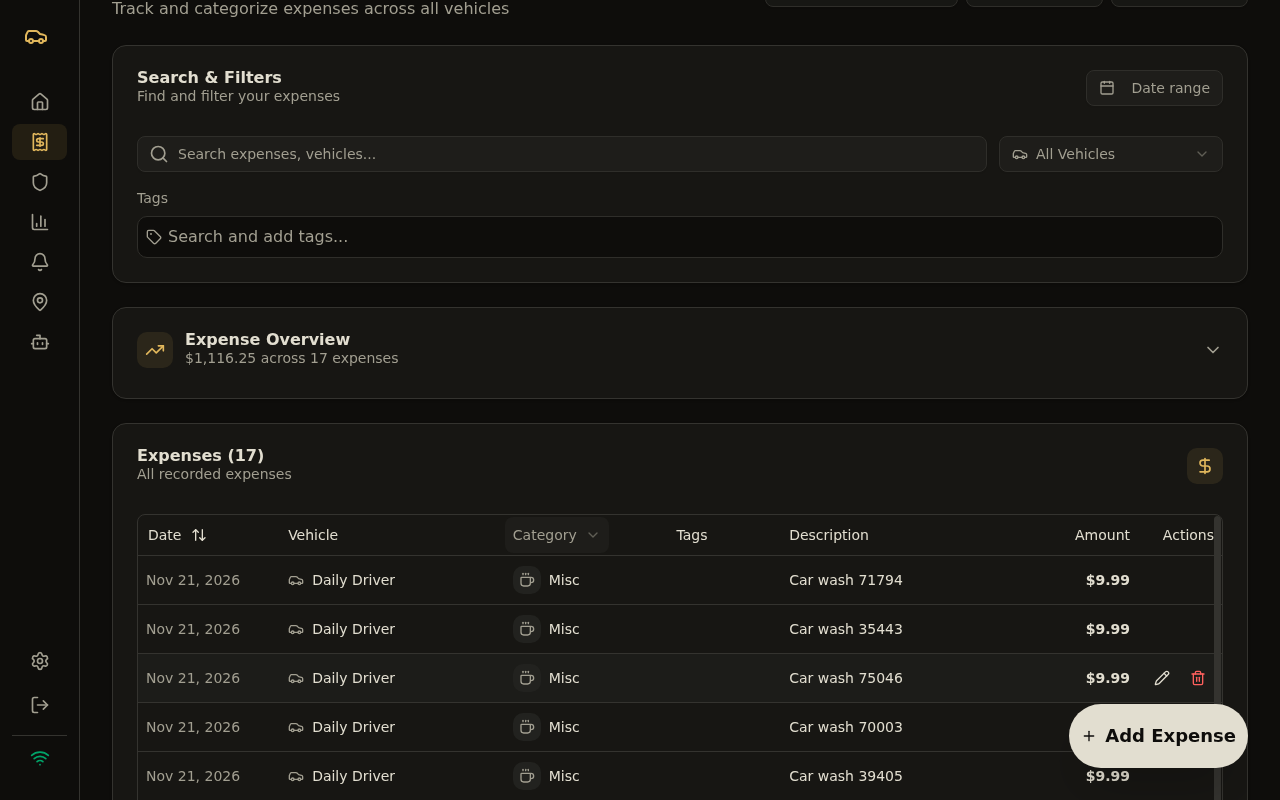 Track and categorize expenses across all vehicles
Search & Filters
Find and filter your expenses
Date range
Search expenses, vehicles...
All Vehicles
Tags
Search and add tags...
Expense Overview
$1,116.25 across 17 expenses
Expenses (17)
All recorded expenses
Date Vehicle Category Tags Description Amount Actions
Nov 21, 2026 Daily Driver Misc Car wash 71794 $9.99
Nov 21, 2026 Daily Driver Misc Car wash 35443 $9.99
Nov 21, 2026 Daily Driver Misc Car wash 75046 $9.99
Nov 21, 2026 Daily Driver Misc Car wash 70003
Add Expense
Nov 21, 2026 Daily Driver Misc Car wash 39405 $9.99